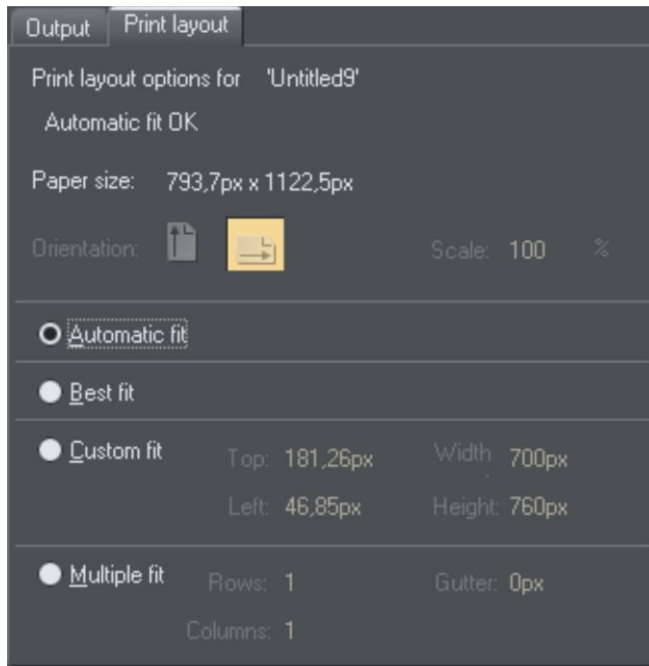 Output Print layout
Print layout options for 'Untitled9'
Automatic fit OK
Paper size: 793,7px x 1122,5px
Orientation: Scale: 100 %
Automatic fit
Best fit
Custom fit Top: 181,26px Width 700px
Left: 46,85px Height: 760px
Multiple fit Rows: 1 Gutter: 0px
Columns: 1